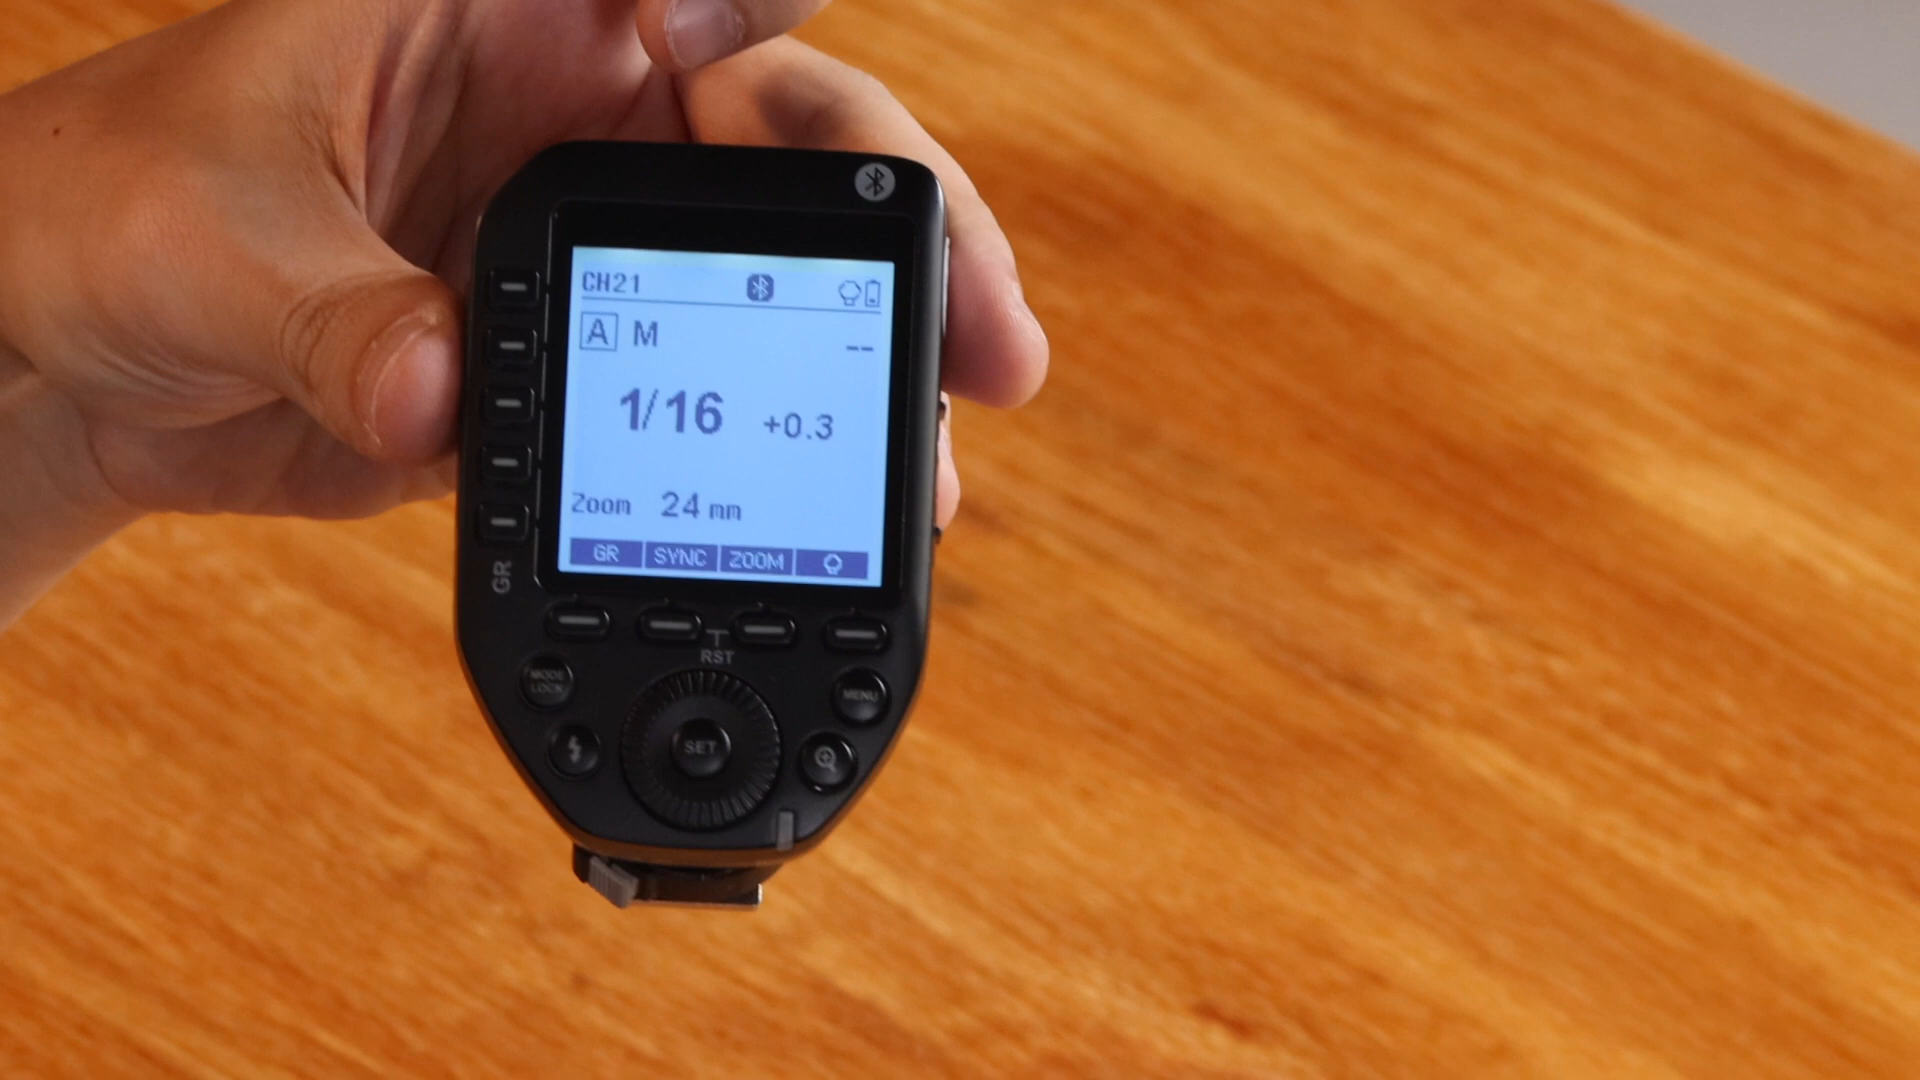 CH21
A M --
1/16 +0.3
Zoom 24 mm
GR SYNC ZOOM
GR
RST
MODE LOCK
MENU
SET